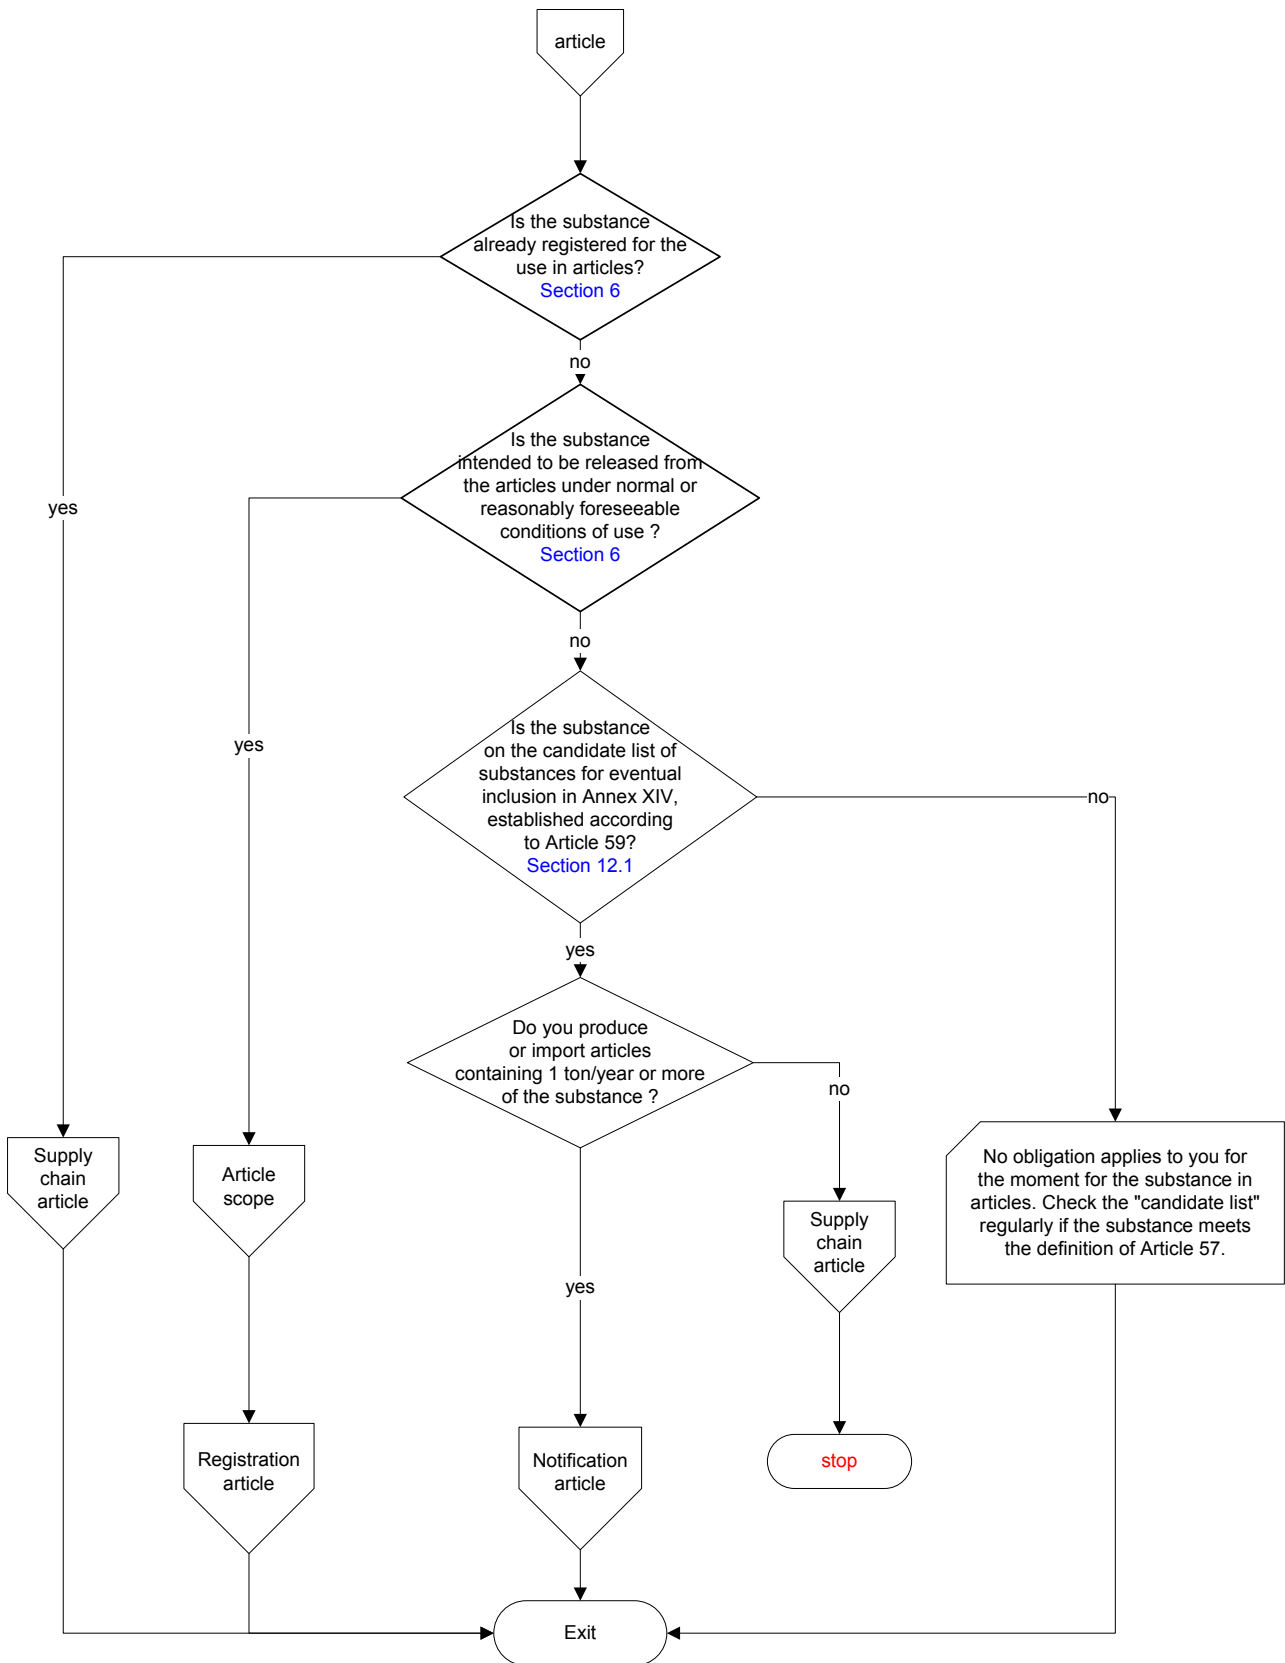 article
Is the substance
already registered for the
use in articles?
Section 6
no
yes
Is the substance
intended to be released from
the articles under normal or
reasonably foreseeable
conditions of use ?
Section 6
no
yes
Is the substance
on the candidate list of
substances for eventual
inclusion in Annex XIV,
established according
to Article 59?
Section 12.1
no
yes
Do you produce
or import articles
containing 1 ton/year or more
of the substance ?
no
yes
Supply
chain
article
Article
scope
Supply
chain
article
No obligation applies to you for
the moment for the substance in
articles. Check the "candidate list"
regularly if the substance meets
the definition of Article 57.
Registration
article
Notification
article
stop
Exit